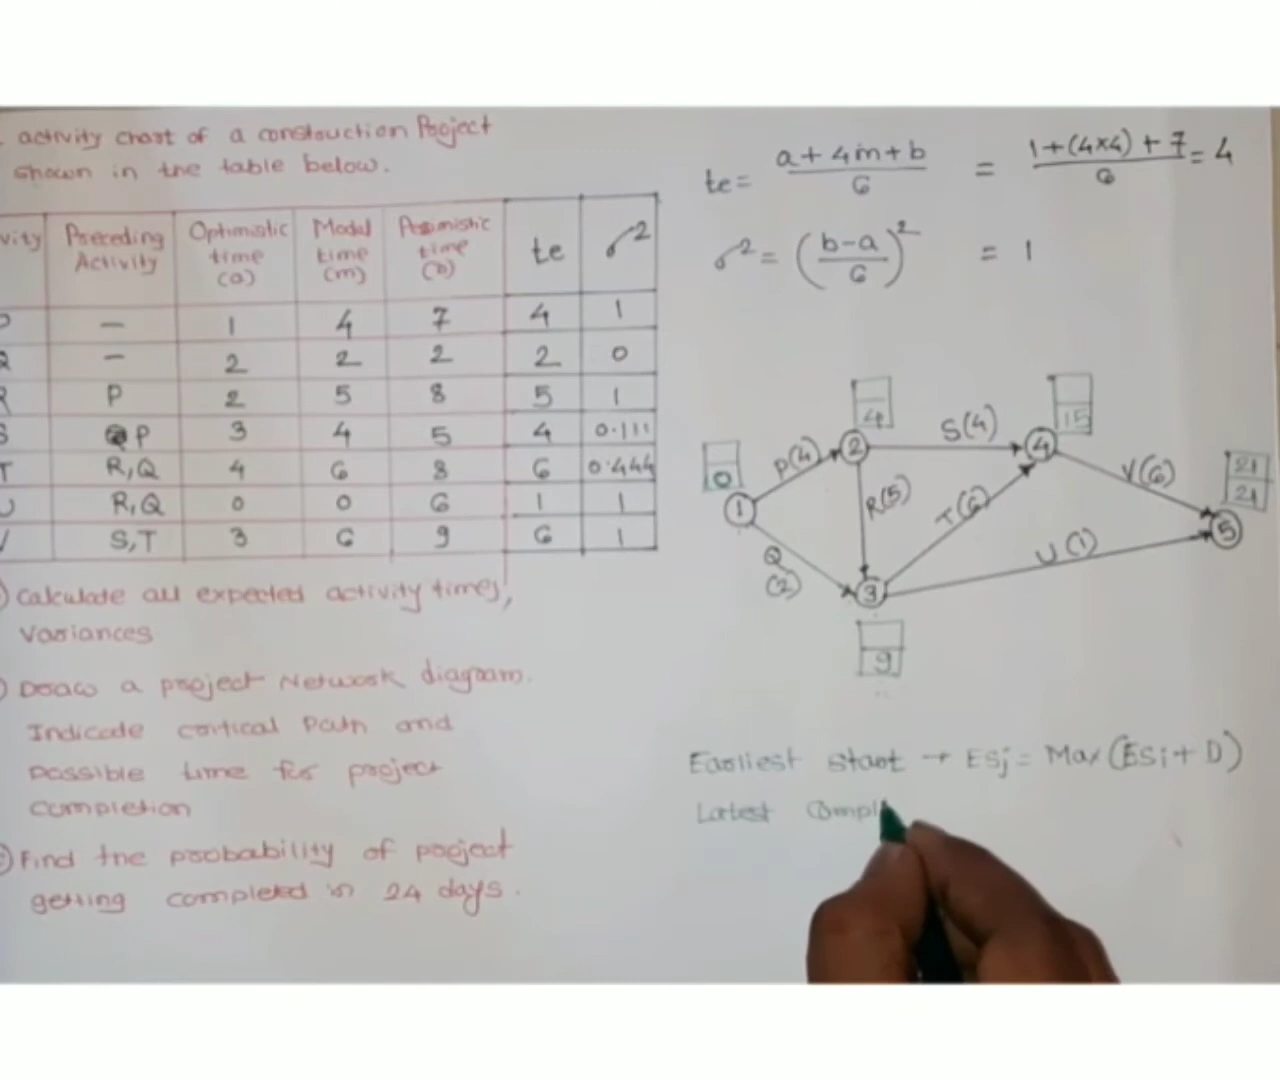 activity chart of a construction Project
shown in the table below.
vity Preceding Activity Optimistic time (a) Modal time (m) Pessimistic time (b) te σ²
P — 1 4 7 4 1
Q — 2 2 2 2 0
R P 2 5 8 5 1
S P 3 4 5 4 0.111
T R,Q 4 6 8 6 0.444
U R,Q 0 0 6 1 1
V S,T 3 6 9 6 1
) Calculate all expected activity times,
variances
) Draw a project Network diagram.
Indicate critical Path and
possible time for project
completion
) Find the probability of project
getting completed in 24 days.
te = a+4m+b / 6 = 1+(4×4)+7 / 6 = 4
σ² = (b-a / 6)² = 1
4
15
S(4)
0
P(4)
2
4
V(6)
21
21
1
R(5)
T(6)
5
Q
(2)
U(1)
3
9
Earliest start → ESj = Max(ESi + D)
Latest Compl